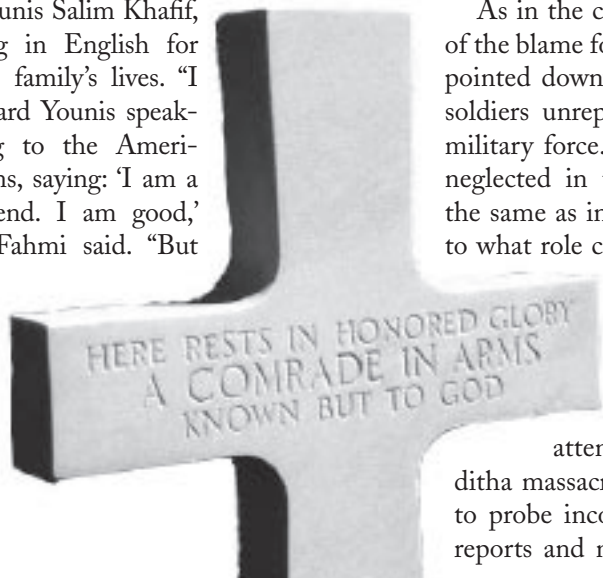 unis Salim Khafif,
g in English for
family's lives. “I
ard Younis speak-
g to the Ameri-
ns, saying: ‘I am a
end. I am good,’
Fahmi said. “But
HERE RESTS IN HONORED GLORY
A COMRADE IN ARMS
KNOWN BUT TO GOD
As in the c
of the blame fo
pointed down
soldiers unrep
military force.
neglected in
the same as in
to what role c
atten
ditha massacr
to probe inco
reports and